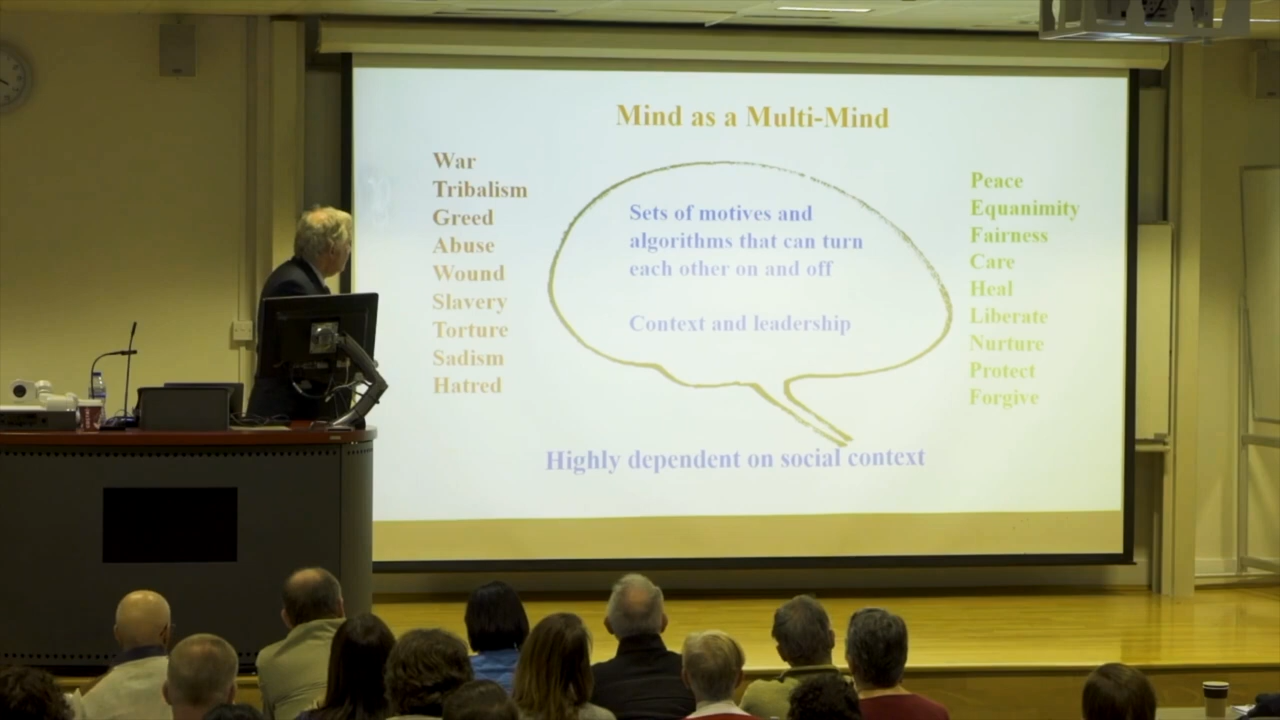 Mind as a Multi-Mind
War
Tribalism
Greed
Abuse
Wound
Slavery
Torture
Sadism
Hatred
Sets of motives and
algorithms that can turn
each other on and off
Context and leadership
Peace
Equanimity
Fairness
Care
Heal
Liberate
Nurture
Protect
Forgive
Highly dependent on social context